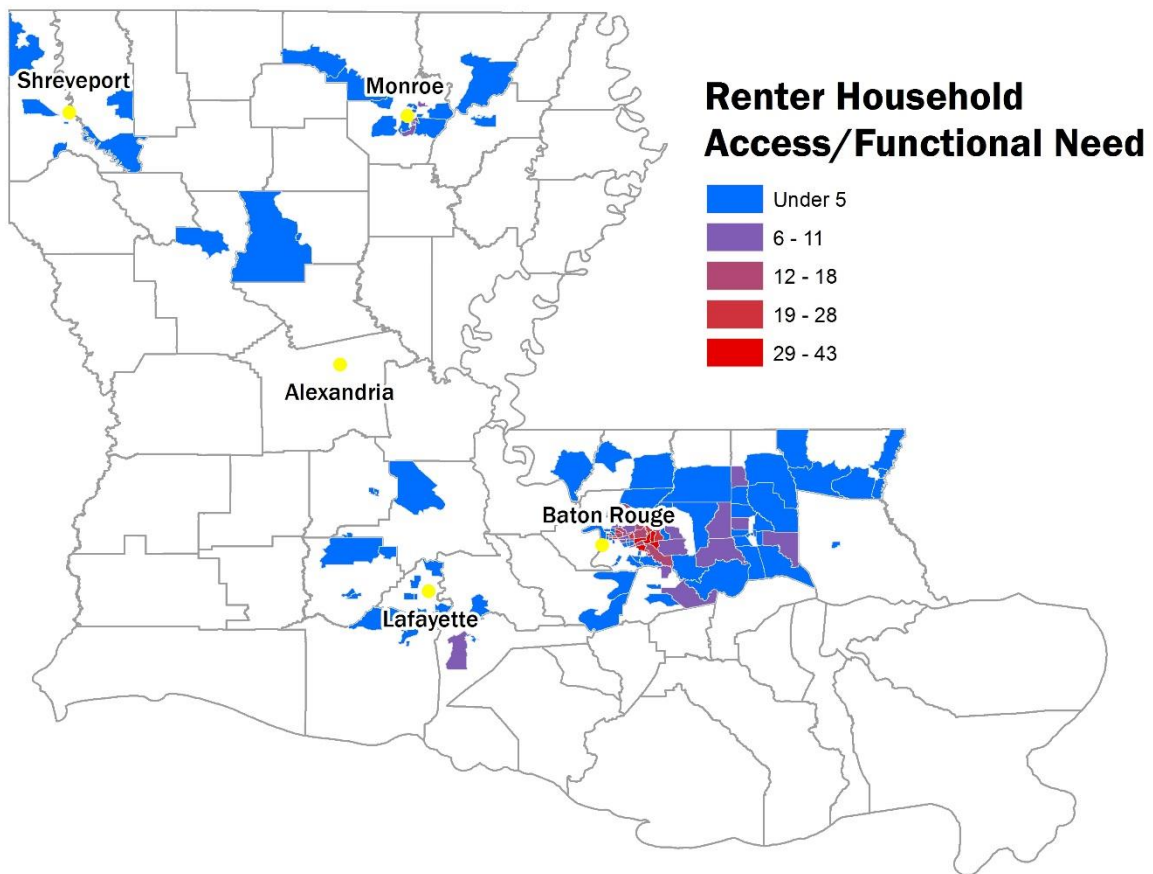 Renter Household
Access/Functional Need
Under 5
6 - 11
12 - 18
19 - 28
29 - 43
Shreveport
Monroe
Alexandria
Baton Rouge
Lafayette